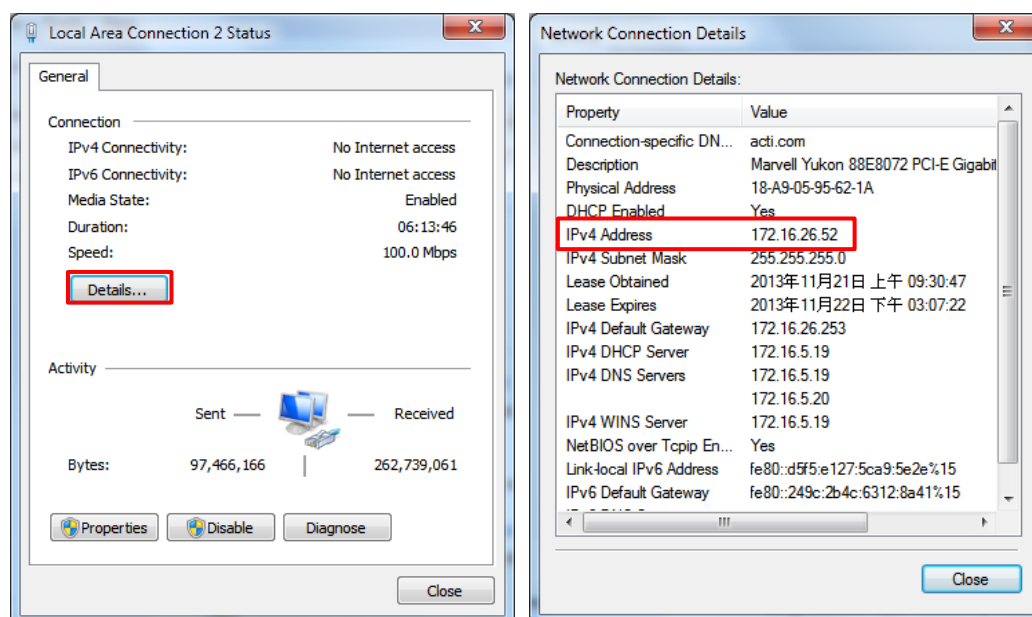 Local Area Connection 2 Status
General
Connection
IPv4 Connectivity: No Internet access
IPv6 Connectivity: No Internet access
Media State: Enabled
Duration: 06:13:46
Speed: 100.0 Mbps
Details...
Activity
Sent Received
Bytes: 97,466,166 262,739,061
Properties Disable Diagnose
Close
Network Connection Details
Network Connection Details:
Property Value
Connection-specific DN... acti.com
Description Marvell Yukon 88E8072 PCI-E Gigabit
Physical Address 18-A9-05-95-62-1A
DHCP Enabled Yes
IPv4 Address 172.16.26.52
IPv4 Subnet Mask 255.255.255.0
Lease Obtained 2013年11月21日 上午 09:30:47
Lease Expires 2013年11月22日 下午 03:07:22
IPv4 Default Gateway 172.16.26.253
IPv4 DHCP Server 172.16.5.19
IPv4 DNS Servers 172.16.5.19
172.16.5.20
IPv4 WINS Server 172.16.5.19
NetBIOS over Tcpip En... Yes
Link-local IPv6 Address fe80::d5f5:e127:5ca9:5e2e%15
IPv6 Default Gateway fe80::249c:2b4c:6312:8a41%15
Close